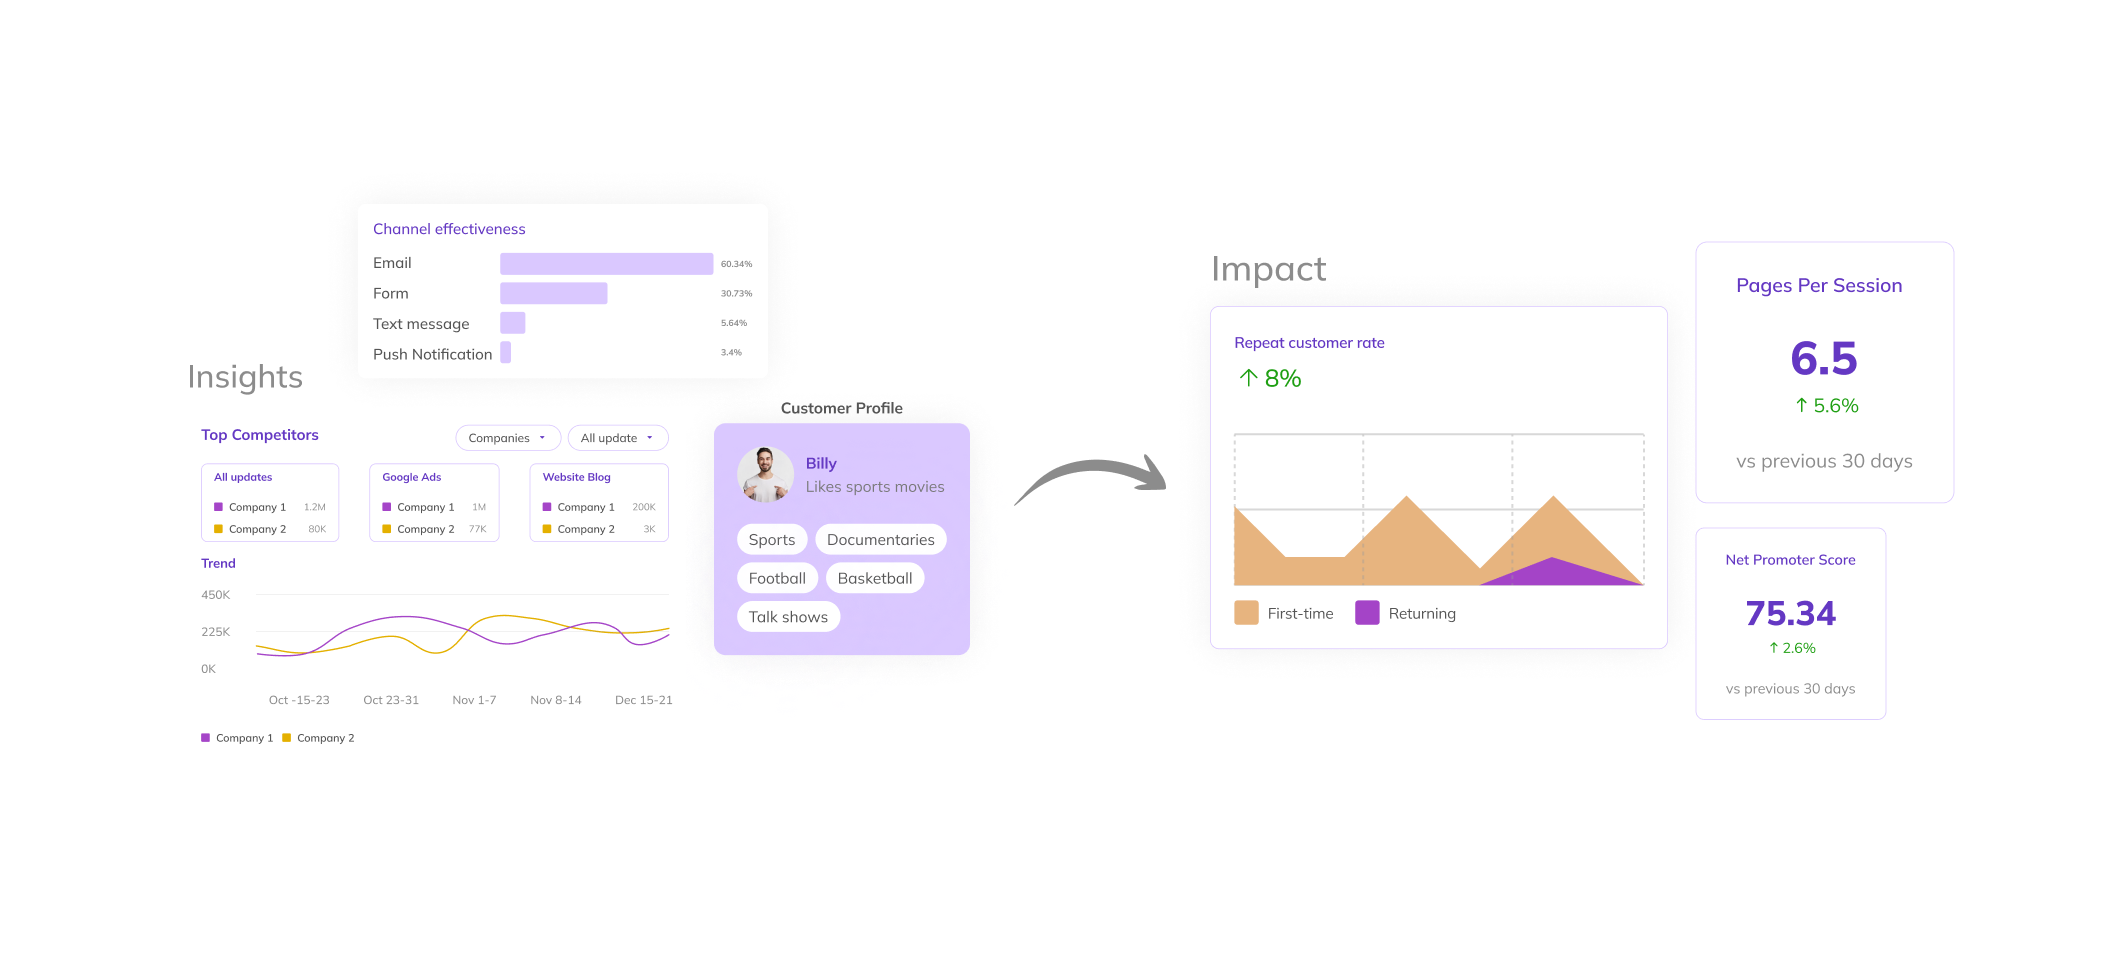 Channel effectiveness
Email 60.34%
Form 30.73%
Text message 5.64%
Push Notification 3.4%
Insights
Top Competitors
Companies
All update
All updates
Company 1 1.2M
Company 2 80K
Google Ads
Company 1 1M
Company 2 77K
Website Blog
Company 1 200K
Company 2 3K
Trend
450K
225K
0K
Oct -15-23 Oct 23-31 Nov 1-7 Nov 8-14 Dec 15-21
Company 1 Company 2
Customer Profile
Billy
Likes sports movies
Sports Documentaries
Football Basketball
Talk shows
Impact
Repeat customer rate
↑ 8%
First-time Returning
Pages Per Session
6.5
↑ 5.6%
vs previous 30 days
Net Promoter Score
75.34
↑ 2.6%
vs previous 30 days